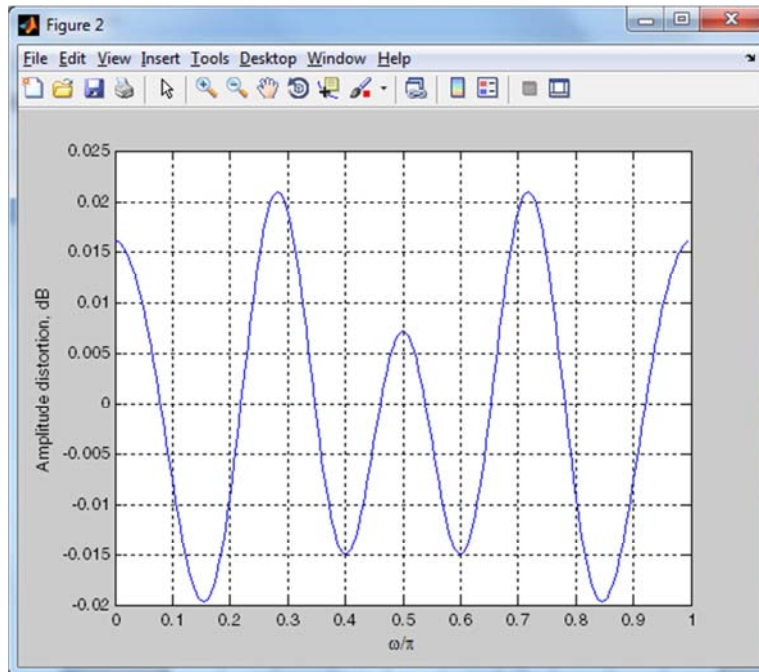 Figure 2
File Edit View Insert Tools Desktop Window Help
0.025
0.02
0.015
0.01
0.005
0
-0.005
-0.01
-0.015
-0.02
Amplitude distortion, dB
0 0.1 0.2 0.3 0.4 0.5 0.6 0.7 0.8 0.9 1
ω/π